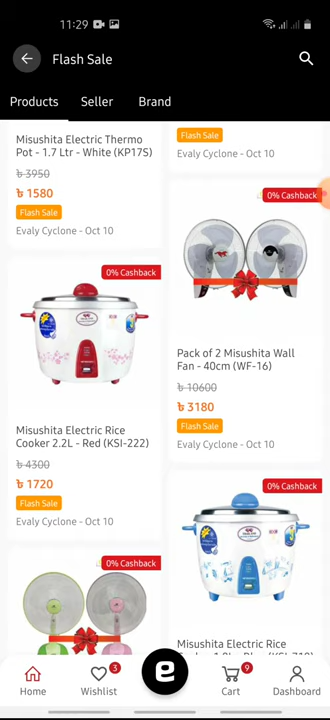 11:29
Flash Sale
Products
Seller
Brand
Misushita Electric Thermo
Pot - 1.7 Ltr - White (KP17S)
৳ 3950
৳ 1580
Flash Sale
Evaly Cyclone - Oct 10
0% Cashback
Misushita Electric Rice
Cooker 2.2L - Red (KSI-222)
৳ 4300
৳ 1720
Flash Sale
Evaly Cyclone - Oct 10
0% Cashback
Flash Sale
Evaly Cyclone - Oct 10
0% Cashback
Pack of 2 Misushita Wall
Fan - 40cm (WF-16)
৳ 10600
৳ 3180
Flash Sale
Evaly Cyclone - Oct 10
0% Cashback
Misushita Electric Rice
Home
Wishlist
3
e
Cart
9
Dashboard